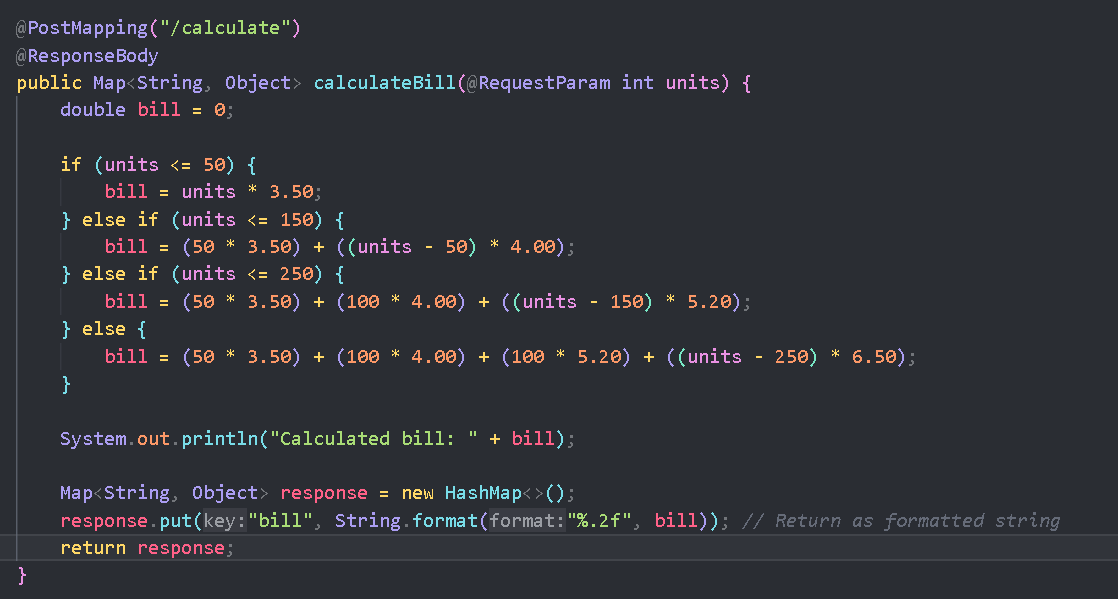 @PostMapping("/calculate")
@ResponseBody
public Map<String, Object> calculateBill(@RequestParam int units) {
    double bill = 0;

    if (units <= 50) {
        bill = units * 3.50;
    } else if (units <= 150) {
        bill = (50 * 3.50) + ((units - 50) * 4.00);
    } else if (units <= 250) {
        bill = (50 * 3.50) + (100 * 4.00) + ((units - 150) * 5.20);
    } else {
        bill = (50 * 3.50) + (100 * 4.00) + (100 * 5.20) + ((units - 250) * 6.50);
    }

    System.out.println("Calculated bill: " + bill);

    Map<String, Object> response = new HashMap<>();
    response.put(key:"bill", String.format(format:"%.2f", bill)); // Return as formatted string
    return response;
}